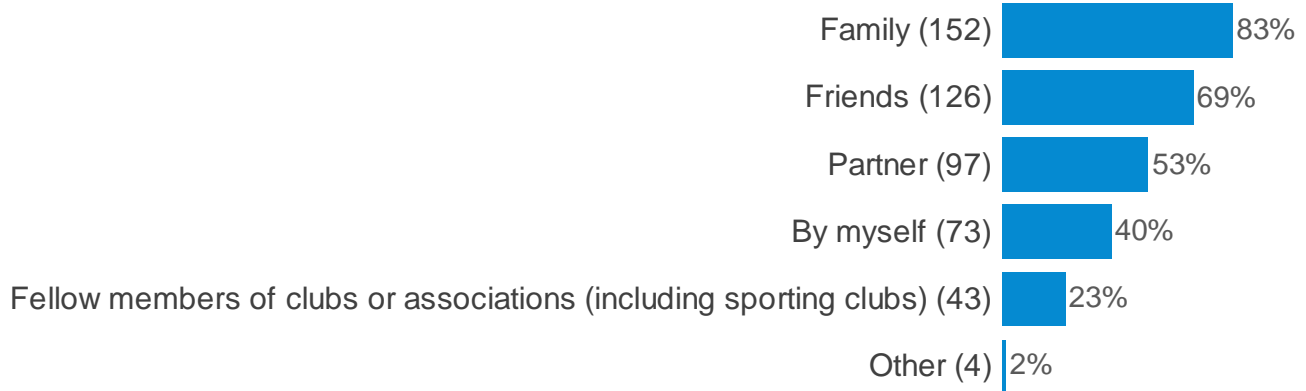 Family (152) 83%
Friends (126) 69%
Partner (97) 53%
By myself (73) 40%
Fellow members of clubs or associations (including sporting clubs) (43) 23%
Other (4) 2%